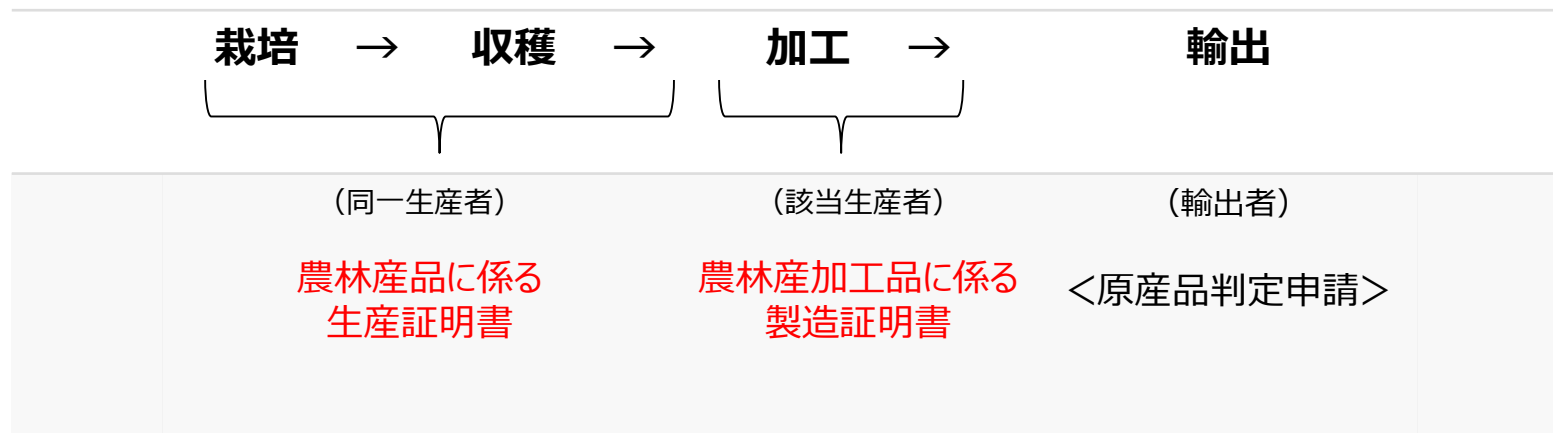 栽培 → 収穫 → 加工 → 輸出
（同一生産者） （該当生産者） （輸出者）
農林産品に係る 農林産加工品に係る ＜原産品判定申請＞
生産証明書 製造証明書